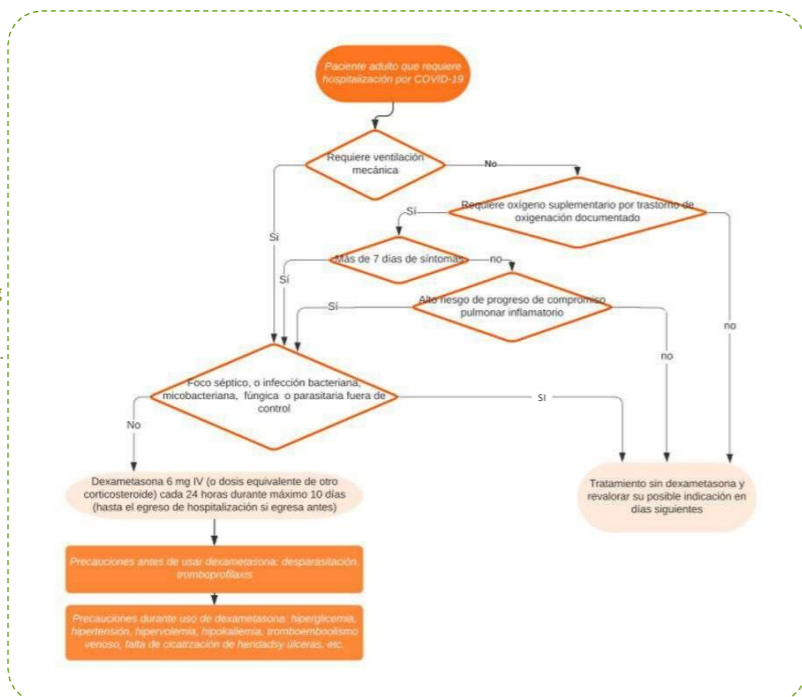 Paciente adulto que requiere
hospitalización por COVID-19
Requiere ventilación
mecánica
No
Requiere oxígeno suplementario por trastorno de
oxigenación documentado
Sí
Sí
Más de 7 días de síntomas
no
Sí
Alto riesgo de progreso de compromiso
pulmonar inflamatorio
Sí
no
no
Foco séptico, o infección bacteriana,
micobacteriana, fúngica o parasitaria fuera de
control
SI
No
Dexametasona 6 mg IV (o dosis equivalente de otro
corticosteroide) cada 24 horas durante máximo 10 días
(hasta el egreso de hospitalización si egresa antes)
Tratamiento sin dexametasona y
revalorar su posible indicación en
días siguientes
Precauciones antes de usar dexametasona: desparasitación,
tromboprofilaxis
Precauciones durante uso de dexametasona: hiperglicemia,
hipertensión, hipervolemia, hipokaliemia, tromboemboolismo
venoso, falta de cicatrzación de heridadsy úlceras, etc.